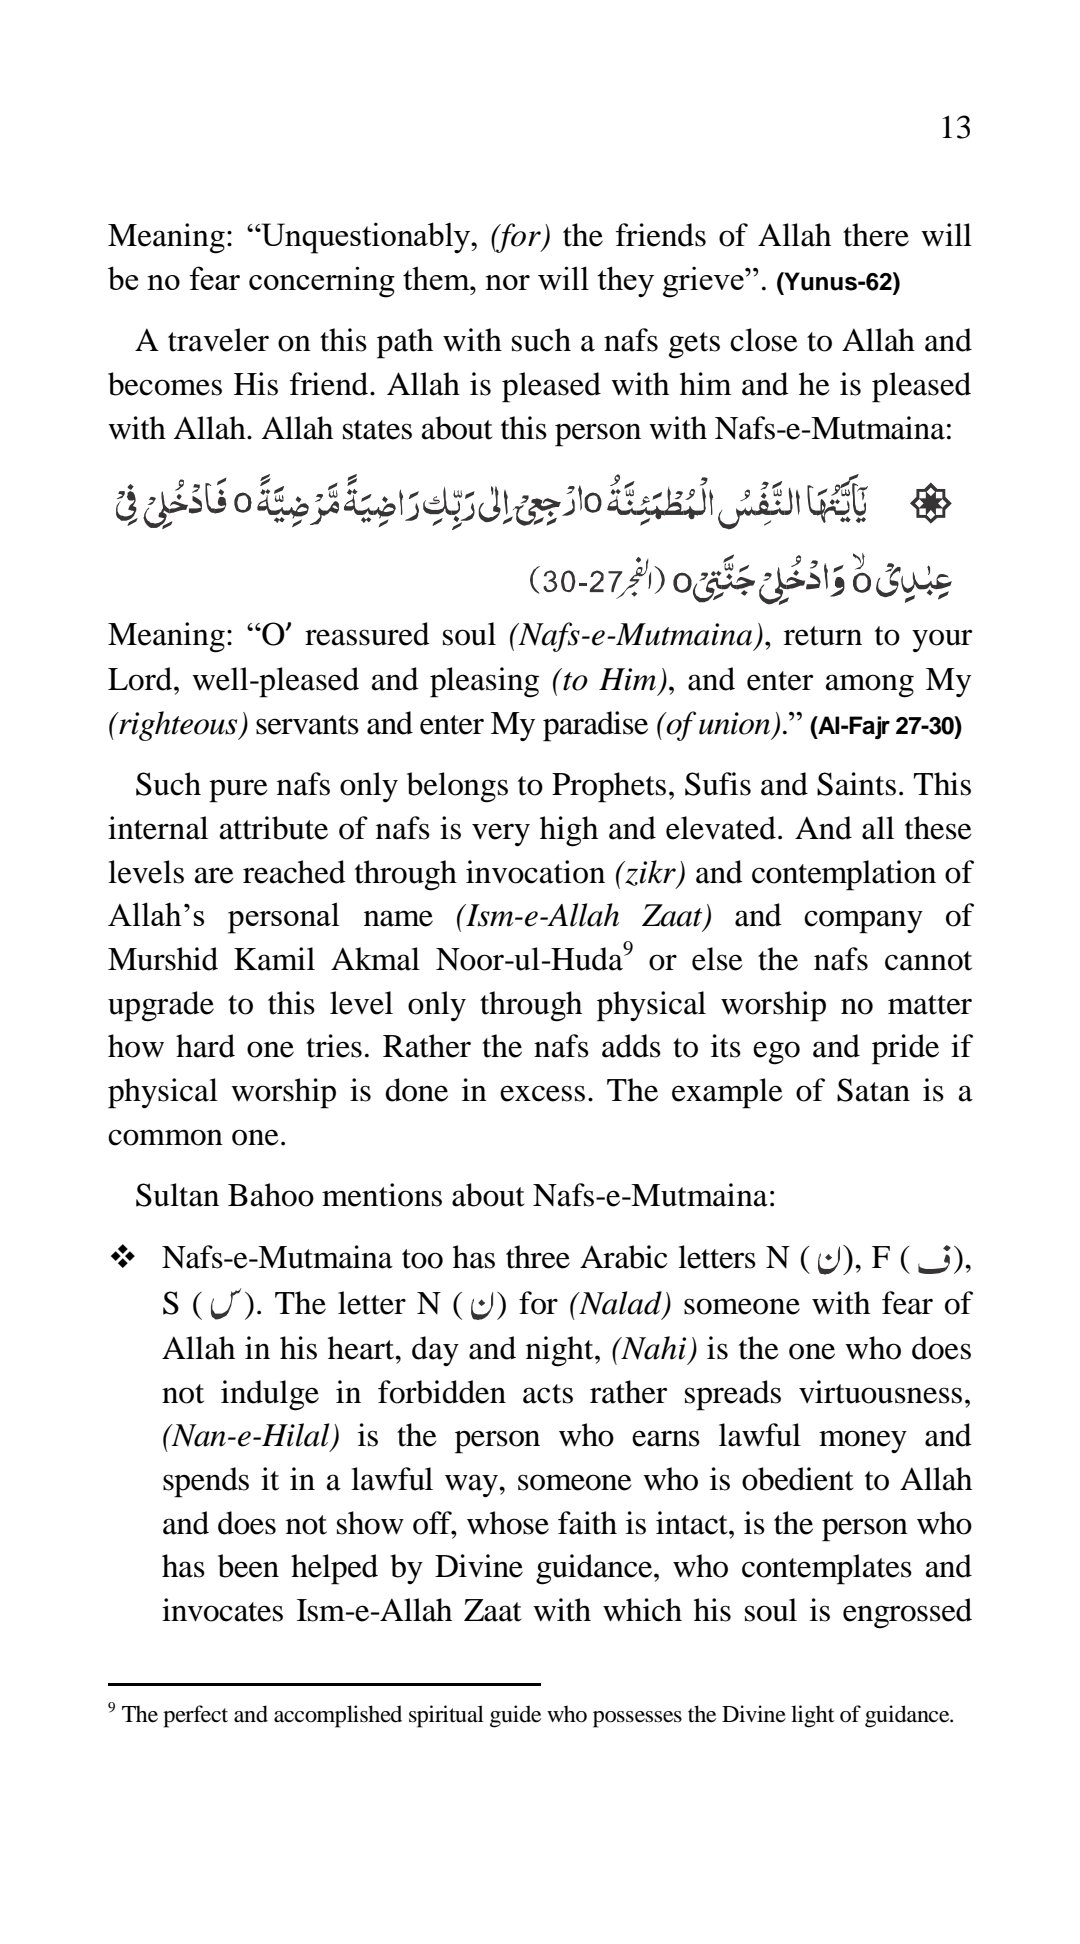 13
Meaning: “Unquestionably, (for) the friends of Allah there will
be no fear concerning them, nor will they grieve”. (Yunus-62)
A traveler on this path with such a nafs gets close to Allah and
becomes His friend. Allah is pleased with him and he is pleased
with Allah. Allah states about this person with Nafs-e-Mutmaina:
یٰۤاَیَّتُهَا النَّفْسُ الْمُطْمَئِنَّةُ o ارْجِعِیْۤ اِلٰی رَبِّكِ رَاضِیَةً مَّرْضِیَّةً o فَادْخُلِیْ فِیْ
عِبٰدِیْ oۙ وَادْخُلِیْ جَنَّتِیْ o (الفجر27-30)
Meaning: “O’ reassured soul (Nafs-e-Mutmaina), return to your
Lord, well-pleased and pleasing (to Him), and enter among My
(righteous) servants and enter My paradise (of union).” (Al-Fajr 27-30)
Such pure nafs only belongs to Prophets, Sufis and Saints. This
internal attribute of nafs is very high and elevated. And all these
levels are reached through invocation (zikr) and contemplation of
Allah’s personal name (Ism-e-Allah Zaat) and company of
Murshid Kamil Akmal Noor-ul-Huda9 or else the nafs cannot
upgrade to this level only through physical worship no matter
how hard one tries. Rather the nafs adds to its ego and pride if
physical worship is done in excess. The example of Satan is a
common one.
Sultan Bahoo mentions about Nafs-e-Mutmaina:
❖ Nafs-e-Mutmaina too has three Arabic letters N (ن), F (ف),
S (س). The letter N (ن) for (Nalad) someone with fear of
Allah in his heart, day and night, (Nahi) is the one who does
not indulge in forbidden acts rather spreads virtuousness,
(Nan-e-Hilal) is the person who earns lawful money and
spends it in a lawful way, someone who is obedient to Allah
and does not show off, whose faith is intact, is the person who
has been helped by Divine guidance, who contemplates and
invocates Ism-e-Allah Zaat with which his soul is engrossed
9 The perfect and accomplished spiritual guide who possesses the Divine light of guidance.